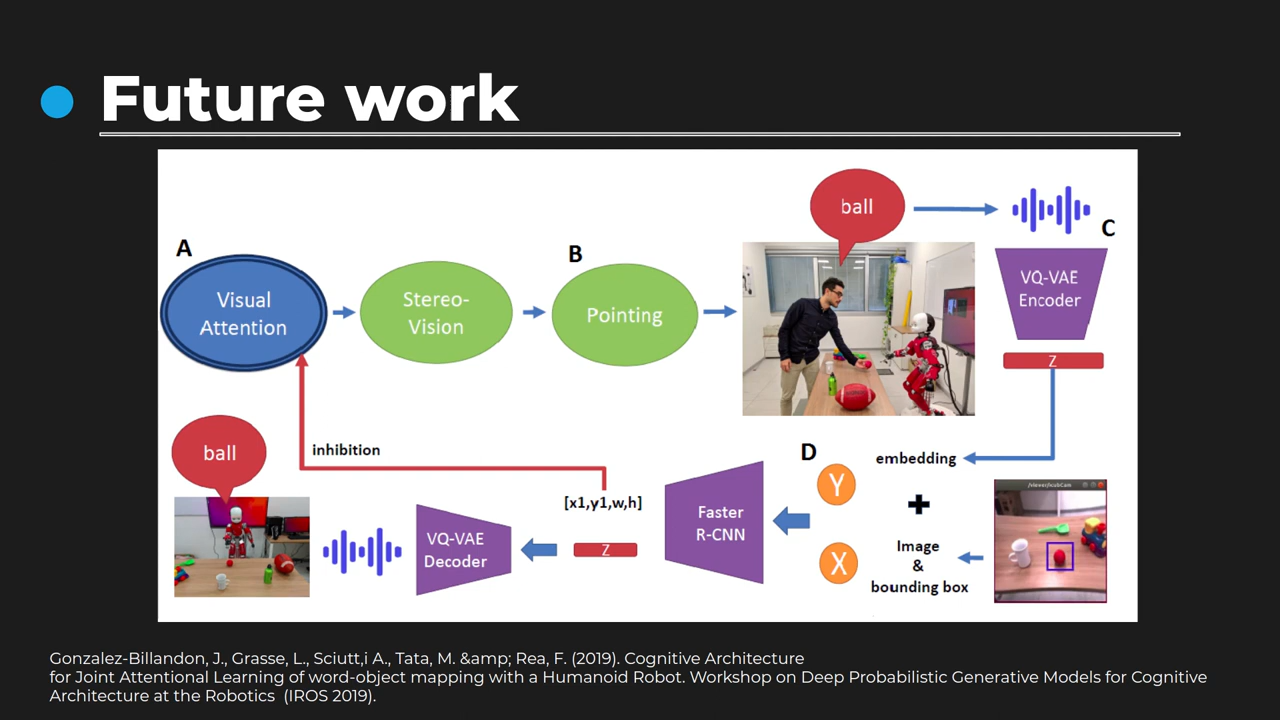 Future work
A
Visual
Attention
Stereo-
Vision
B
Pointing
ball
C
VQ-VAE
Encoder
Z
embedding
+
Image
&
bounding box
/viewer/icubCam
D
Y
X
Faster
R-CNN
[x1,y1,w,h]
Z
VQ-VAE
Decoder
inhibition
ball
Gonzalez-Billandon, J., Grasse, L., Sciutt,i A., Tata, M. &amp; Rea, F. (2019). Cognitive Architecture
for Joint Attentional Learning of word-object mapping with a Humanoid Robot. Workshop on Deep Probabilistic Generative Models for Cognitive
Architecture at the Robotics (IROS 2019).